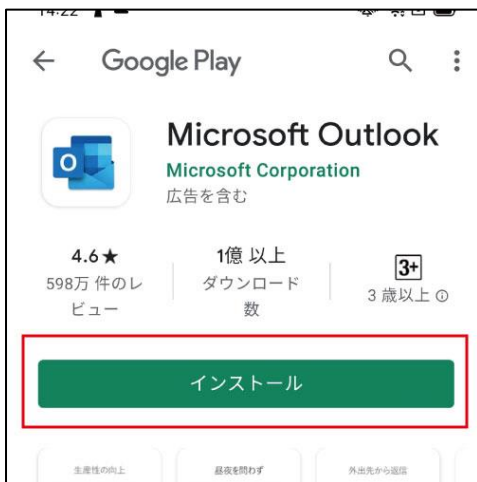 14:22
Google Play
Microsoft Outlook
Microsoft Corporation
広告を含む
O
4.6★
598万 件のレ
ビュー
1億 以上
ダウンロード
数
3+
3 歳以上
インストール
生産性の向上
昼夜を問わず
外出先から返信